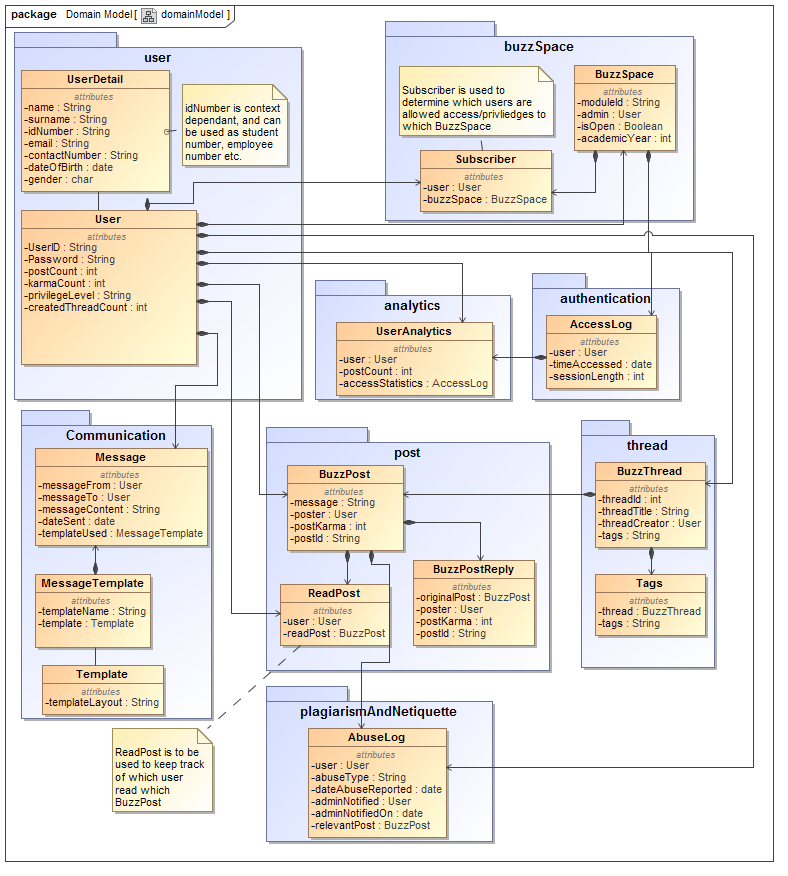 package Domain Model[ domainModel ]
user
UserDetail
attributes
-name : String
-surname : String
-idNumber : String
-email : String
-contactNumber : String
-dateOfBirth : date
-gender : char
idNumber is context
dependant, and can
be used as student
number, employee
number etc.
User
attributes
-UserID : String
-Password : String
-postCount : int
-karmaCount : int
-privilegeLevel : String
-createdThreadCount : int
buzzSpace
Subscriber is used to
determine which users are
allowed access/privliedges to
which BuzzSpace
BuzzSpace
attributes
-moduleId : String
-admin : User
-isOpen : Boolean
-academicYear : int
Subscriber
attributes
-user : User
-buzzSpace : BuzzSpace
analytics
UserAnalytics
attributes
-user : User
-postCount : int
-accessStatistics : AccessLog
authentication
AccessLog
attributes
-user : User
-timeAccessed : date
-sessionLength : int
Communication
Message
attributes
-messageFrom : User
-messageTo : User
-messageContent : String
-dateSent : date
-templateUsed : MessageTemplate
MessageTemplate
attributes
-templateName : String
-template : Template
Template
attributes
-templateLayout : String
post
BuzzPost
attributes
-message : String
-poster : User
-postKarma : int
-postId : String
ReadPost
attributes
-user : User
-readPost : BuzzPost
BuzzPostReply
attributes
-originalPost : BuzzPost
-poster : User
-postKarma : int
-postId : String
thread
BuzzThread
attributes
-threadId : int
-threadTitle : String
-threadCreator : User
-tags : String
Tags
attributes
-thread : BuzzThread
-tags : String
ReadPost is to be
used to keep track
of which user
read which
BuzzPost
plagiarismAndNetiquette
AbuseLog
attributes
-user : User
-abuseType : String
-dateAbuseReported : date
-adminNotified : User
-adminNotifiedOn : date
-relevantPost : BuzzPost